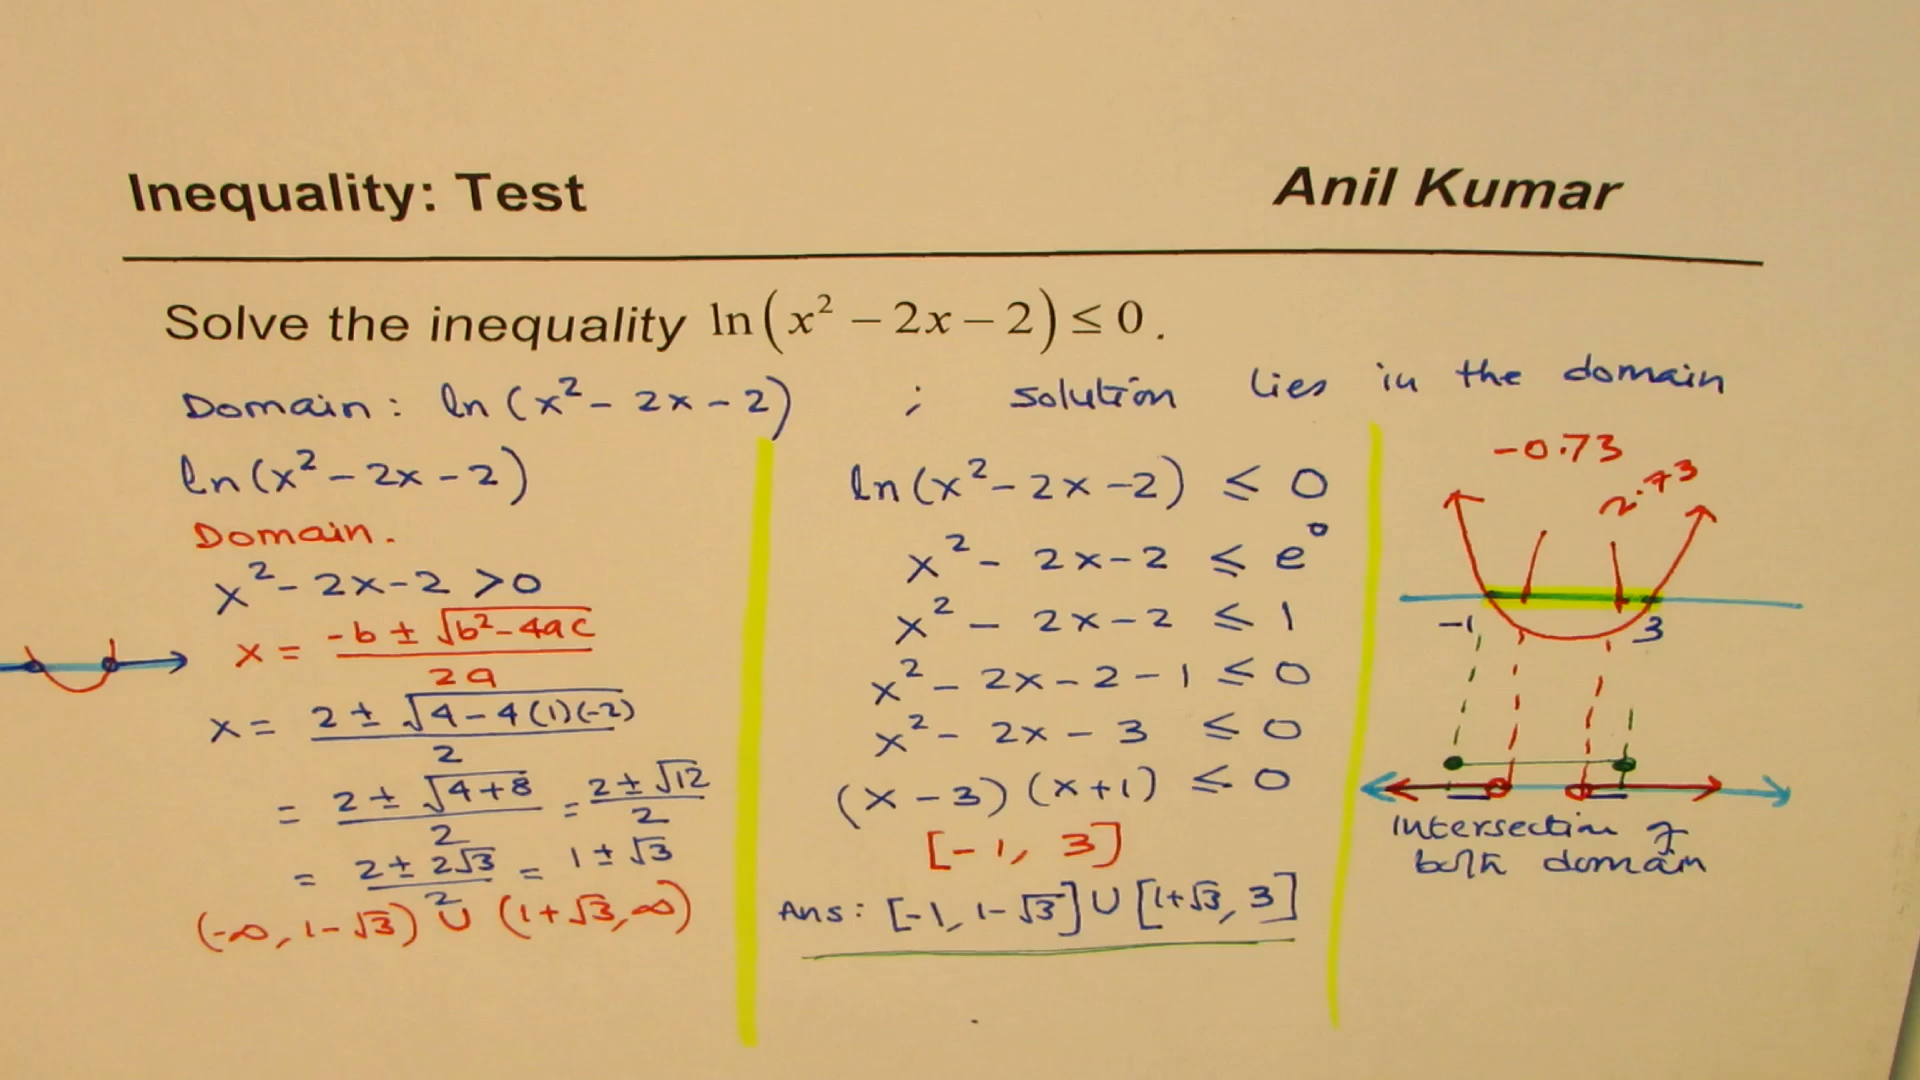 Inequality: Test Anil Kumar
Solve the inequality ln(x² − 2x − 2) ≤ 0.
Domain: ln(x² - 2x - 2) ; solution lies in the domain
ln(x² - 2x - 2)
Domain.
x² - 2x - 2 > 0
x = (-b ± √(b² - 4ac))/2a
x = (2 ± √(4 - 4(1)(-2)))/2
= (2 ± √(4+8))/2 = (2 ± √12)/2
= (2 ± 2√3)/2 = 1 ± √3
(-∞, 1-√3) ∪ (1+√3, ∞)
ln(x² - 2x - 2) ≤ 0
x² - 2x - 2 ≤ e⁰
x² - 2x - 2 ≤ 1
x² - 2x - 2 - 1 ≤ 0
x² - 2x - 3 ≤ 0
(x - 3)(x + 1) ≤ 0
[-1, 3]
Ans: [-1, 1-√3] ∪ [1+√3, 3]
-0.73
2.73
-1 3
Intersection of
both domain